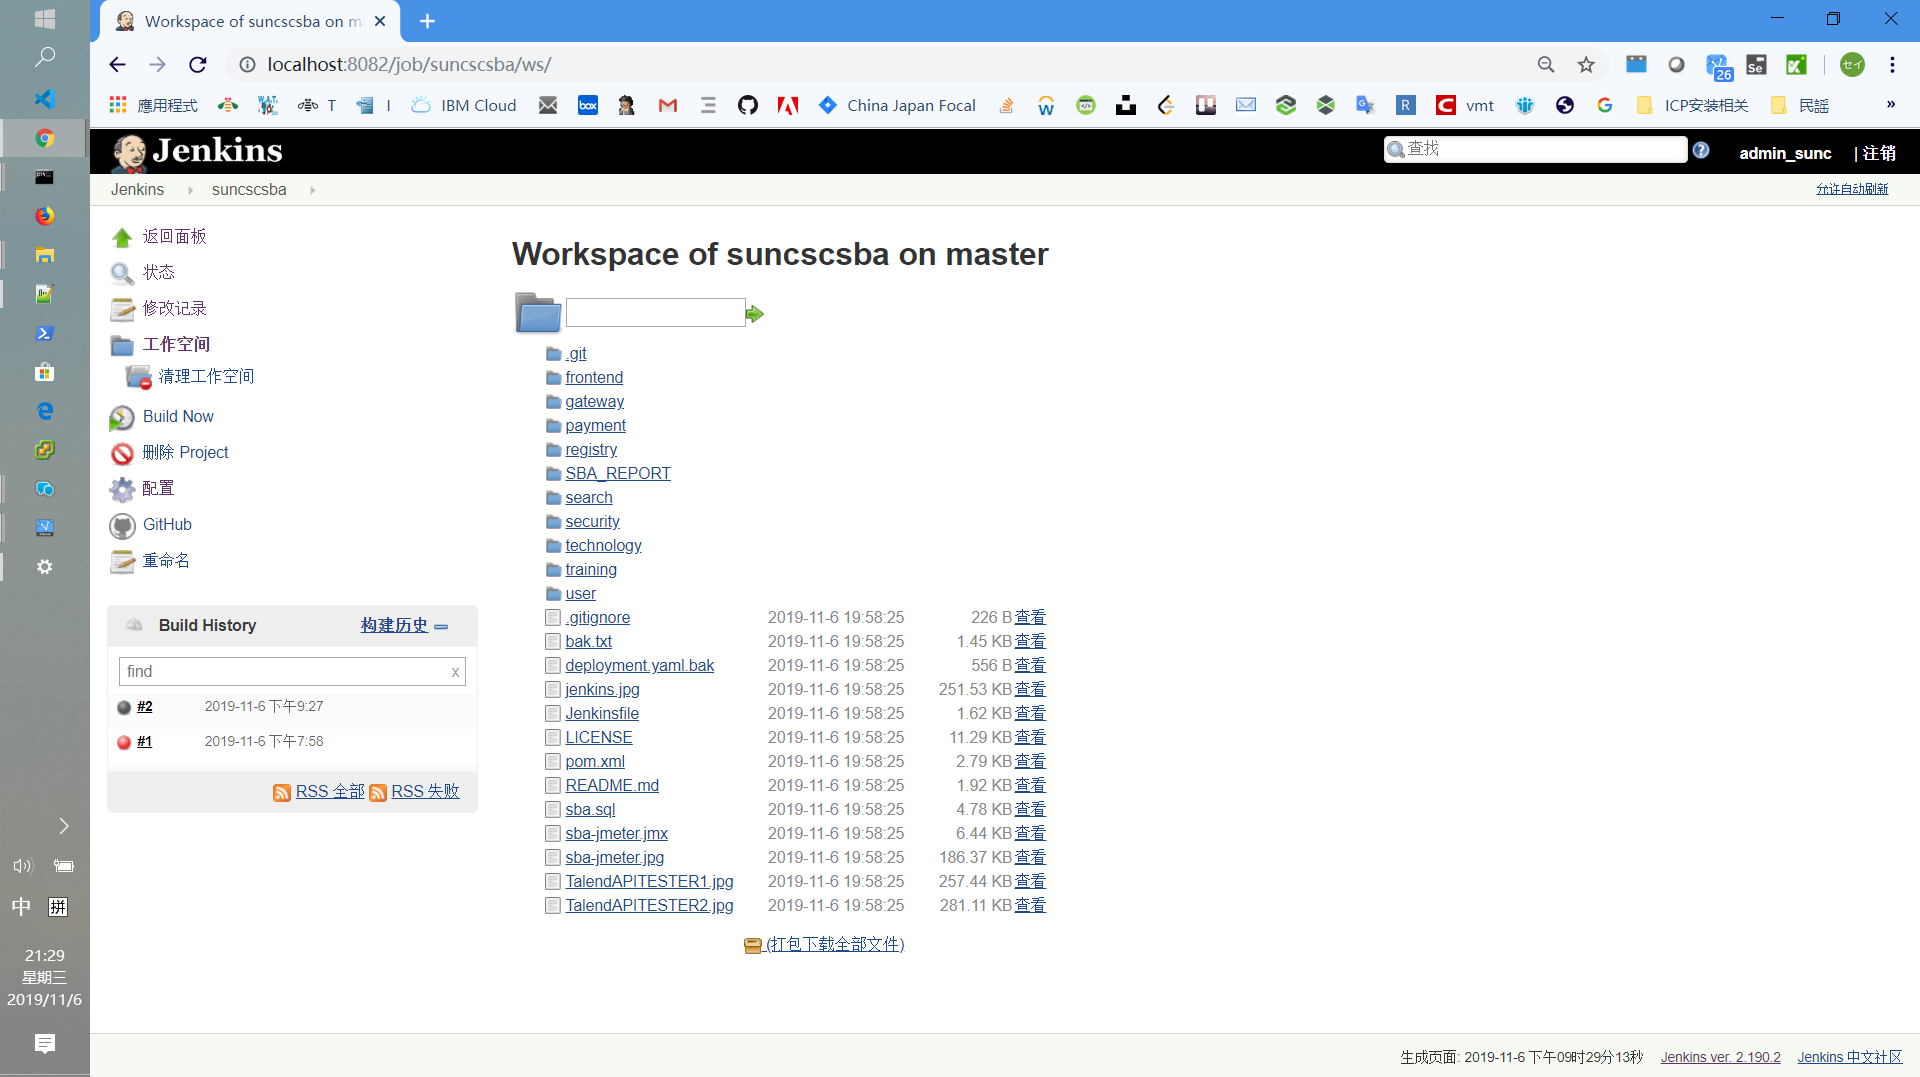 Workspace of suncscsba on m
localhost:8082/job/suncscsba/ws/
26
Se
セイ
應用程式
T
I
IBM Cloud
box
China Japan Focal
R
C
vmt
ICP安装相关
民謡
»
Jenkins
查找
admin_sunc
| 注销
Jenkins
suncscsba
允许自动刷新
返回面板
状态
修改记录
工作空间
清理工作空间
Build Now
删除 Project
配置
GitHub
重命名
Build History
构建历史
find
x
#2 2019-11-6 下午9:27
#1 2019-11-6 下午7:58
RSS 全部 RSS 失败
Workspace of suncscsba on master
.git
frontend
gateway
payment
registry
SBA_REPORT
search
security
technology
training
user
.gitignore 2019-11-6 19:58:25 226 B 查看
bak.txt 2019-11-6 19:58:25 1.45 KB 查看
deployment.yaml.bak 2019-11-6 19:58:25 556 B 查看
jenkins.jpg 2019-11-6 19:58:25 251.53 KB 查看
Jenkinsfile 2019-11-6 19:58:25 1.62 KB 查看
LICENSE 2019-11-6 19:58:25 11.29 KB 查看
pom.xml 2019-11-6 19:58:25 2.79 KB 查看
README.md 2019-11-6 19:58:25 1.92 KB 查看
sba.sql 2019-11-6 19:58:25 4.78 KB 查看
sba-jmeter.jmx 2019-11-6 19:58:25 6.44 KB 查看
sba-jmeter.jpg 2019-11-6 19:58:25 186.37 KB 查看
TalendAPITESTER1.jpg 2019-11-6 19:58:25 257.44 KB 查看
TalendAPITESTER2.jpg 2019-11-6 19:58:25 281.11 KB 查看
(打包下载全部文件)
中 拼
21:29
星期三
2019/11/6
生成页面: 2019-11-6 下午09时29分13秒 Jenkins ver. 2.190.2 Jenkins 中文社区